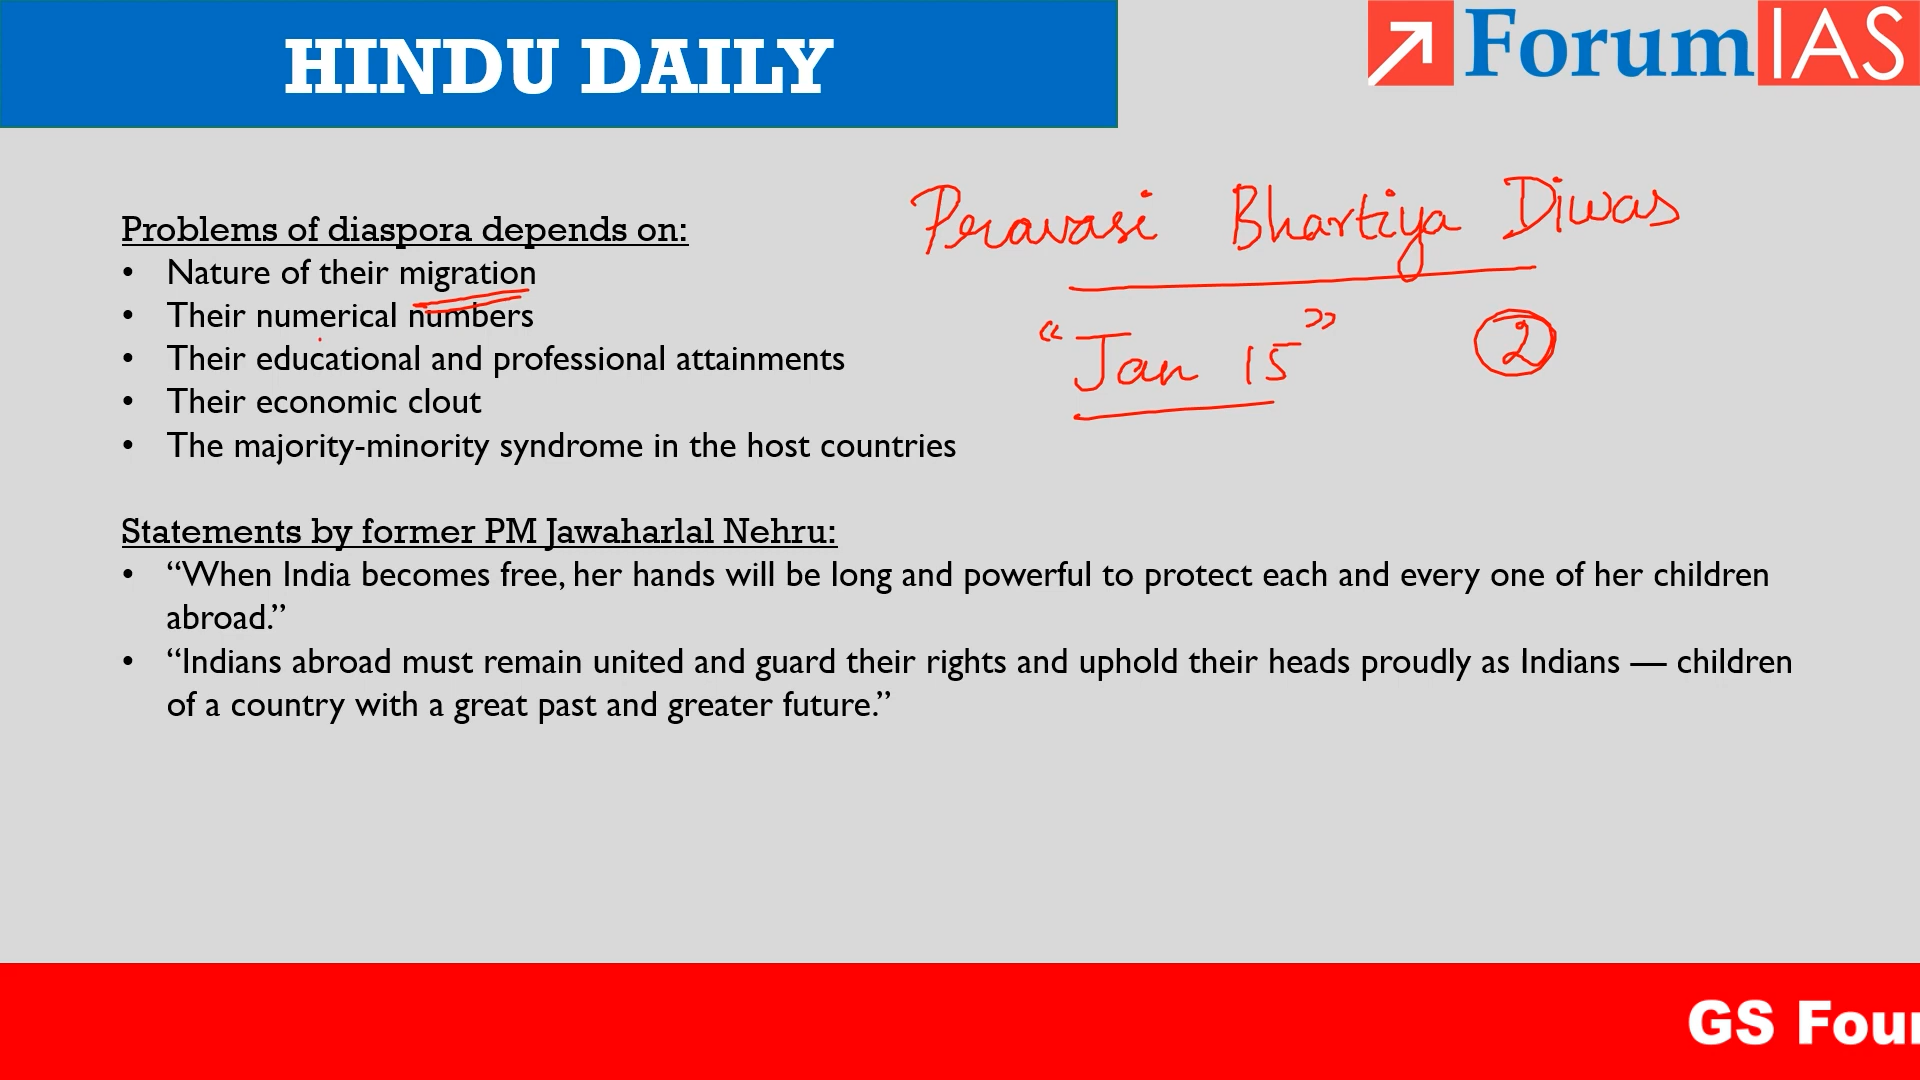 HINDU DAILY
Forum IAS
Problems of diaspora depends on:
• Nature of their migration
• Their numerical numbers
• Their educational and professional attainments
• Their economic clout
• The majority-minority syndrome in the host countries
Peravasi Bhartiya Diwas
“Jan 15”
2
Statements by former PM Jawaharlal Nehru:
• “When India becomes free, her hands will be long and powerful to protect each and every one of her children
abroad.”
• “Indians abroad must remain united and guard their rights and uphold their heads proudly as Indians — children
of a country with a great past and greater future.”
GS Four